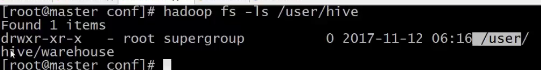 [root@master conf]# hadoop fs -ls /user/hive
Found 1 items
drwxr-xr-x   - root supergroup          0 2017-11-12 06:16 /user/
hive/warehouse
[root@master conf]#